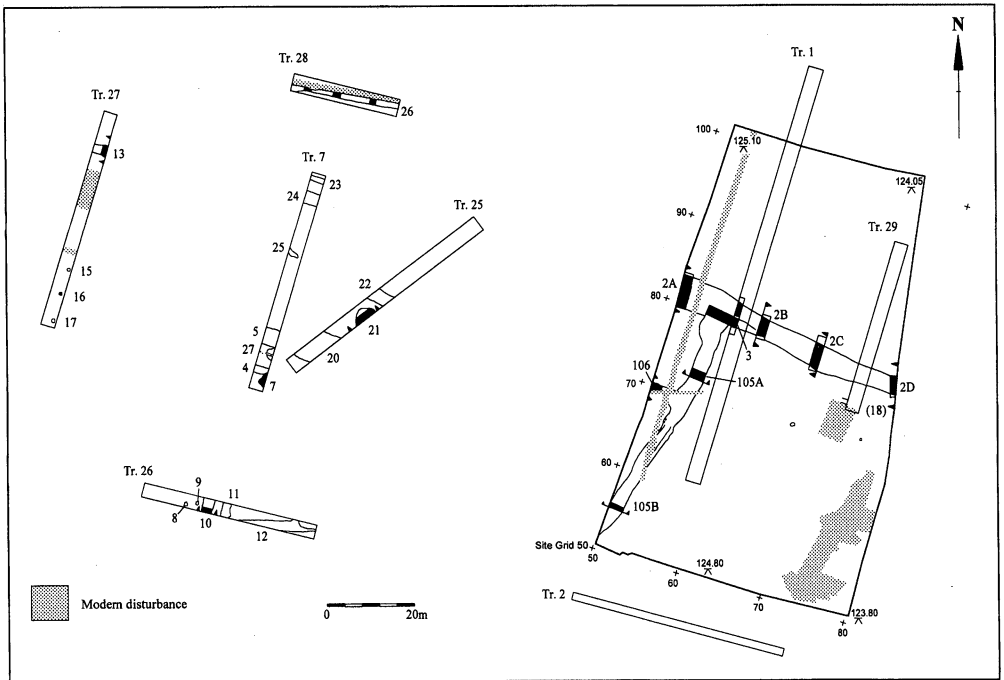 N
Tr. 1
Tr. 28
Tr. 27
26
100
125.10
124.05
13
Tr. 7
23
24
Tr. 25
90
Tr. 29
25
22
2A
80
15
16
17
21
2B
5
20
2C
3
27
4
7
106
105A
70
2D
(18)
Tr. 26
9
11
8
10
12
60
105B
Site Grid 50
50
124.80
60
Modern disturbance
0
20m
Tr. 2
70
123.80
80